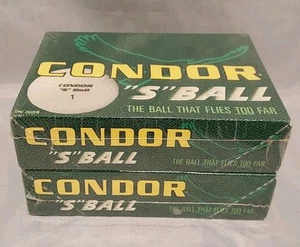 CONDOR
"S" BALL
THE BALL THAT FLIES TOO FAR
CONDOR
"S" Ball
1
ONE DOZEN
CONDOR
"S" BALL
THE BALL THAT FLIES TOO FAR
CONDOR
"S" BALL
THE BALL THAT FLIES TOO FAR